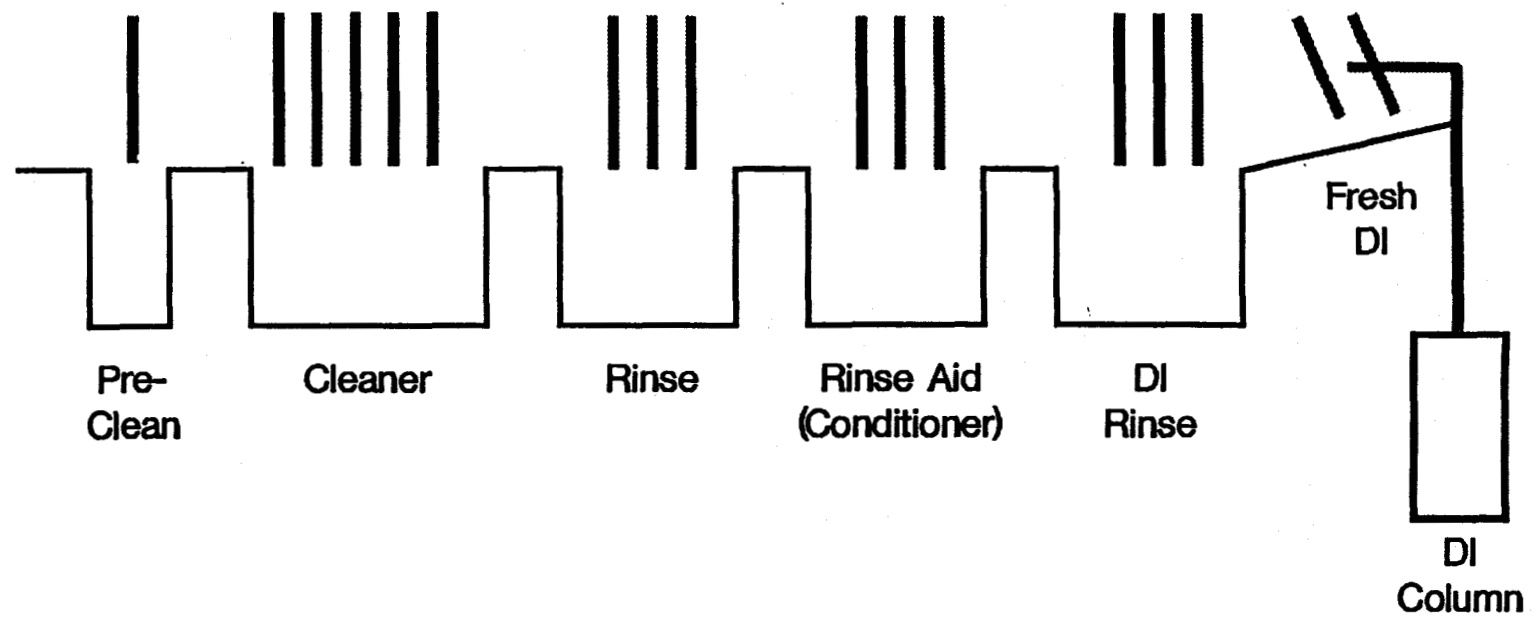 Fresh
DI
Pre-
Clean
Cleaner
Rinse
Rinse Aid
(Conditioner)
DI
Rinse
DI
Column